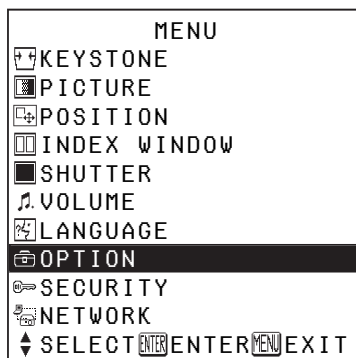 MENU
KEYSTONE
PICTURE
POSITION
INDEX WINDOW
SHUTTER
VOLUME
LANGUAGE
OPTION
SECURITY
NETWORK
SELECT ENTER ENTER MENU EXIT